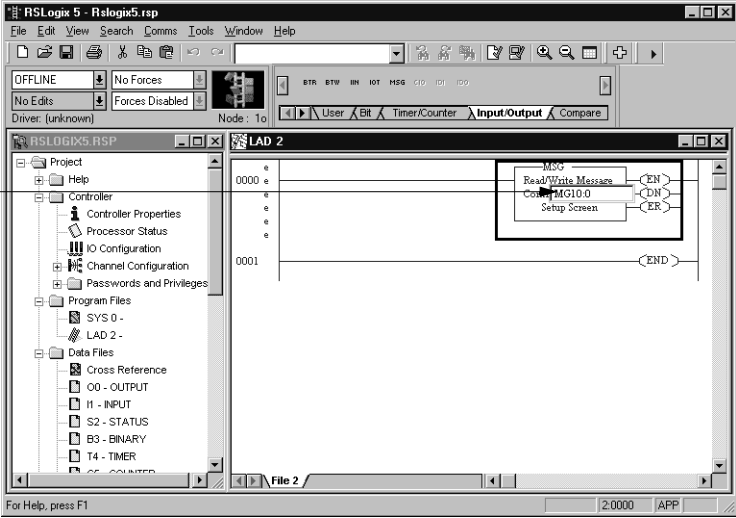 RSLogix 5 - Rslogix5.rsp
File Edit View Search Comms Tools Window Help
OFFLINE No Forces
No Edits Forces Disabled
Driver: (unknown) Node : 1o
BTR BTW IIN IOT MSG CIO IDI IDO
User Bit Timer/Counter Input/Output Compare
RSLOGIX5.RSP
Project
Help
Controller
Controller Properties
Processor Status
IO Configuration
Channel Configuration
Passwords and Privileges
Program Files
SYS 0 -
LAD 2 -
Data Files
Cross Reference
O0 - OUTPUT
I1 - INPUT
S2 - STATUS
B3 - BINARY
T4 - TIMER
C5 - COUNTER
LAD 2
e
0000 e
e
e
e
e
MSG
Read/Write Message
MG10:0
Setup Screen
EN
DN
ER
0001
END
File 2
For Help, press F1
2:0000 APP